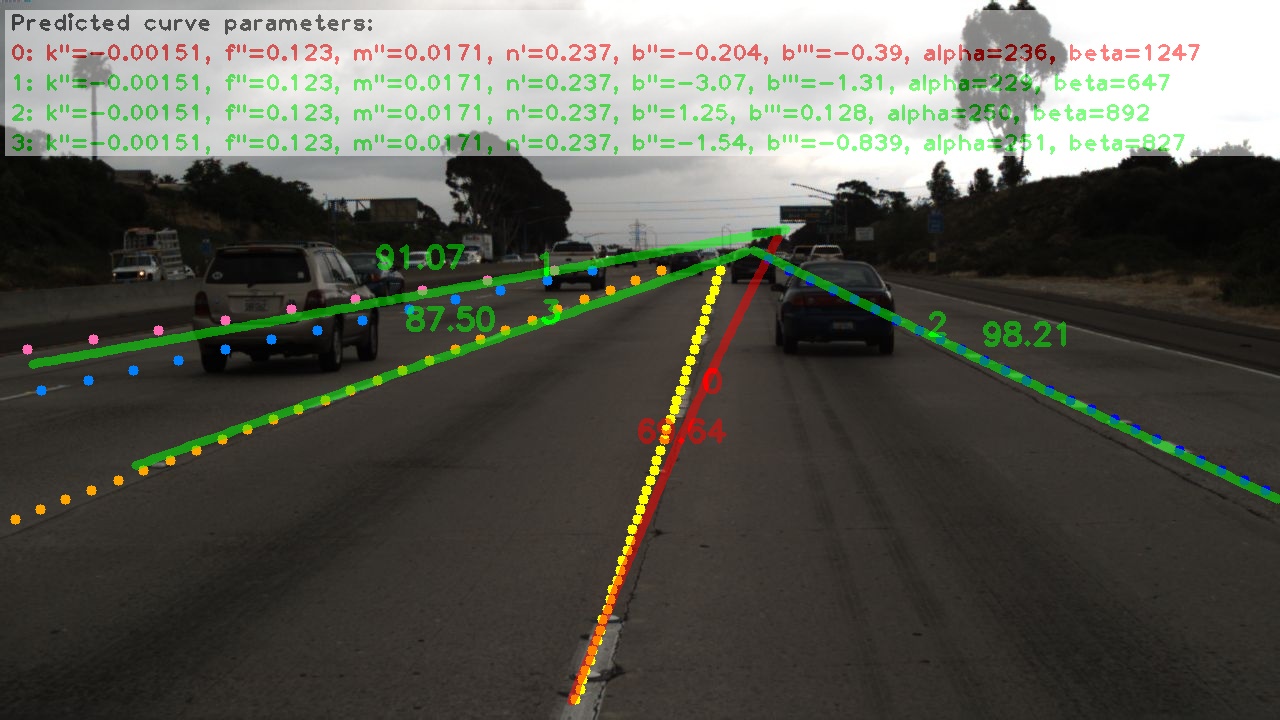 Predicted curve parameters:
0: k''=-0.00151, f''=0.123, m''=0.0171, n'=0.237, b''=-0.204, b'''=-0.39, alpha=236, beta=1247
1: k''=-0.00151, f''=0.123, m''=0.0171, n'=0.237, b''=-3.07, b'''=-1.31, alpha=229, beta=647
2: k''=-0.00151, f''=0.123, m''=0.0171, n'=0.237, b''=1.25, b'''=0.128, alpha=250, beta=892
3: k''=-0.00151, f''=0.123, m''=0.0171, n'=0.237, b''=-1.54, b'''=-0.839, alpha=251, beta=827
91.07 1
87.50 3
2 98.21
0